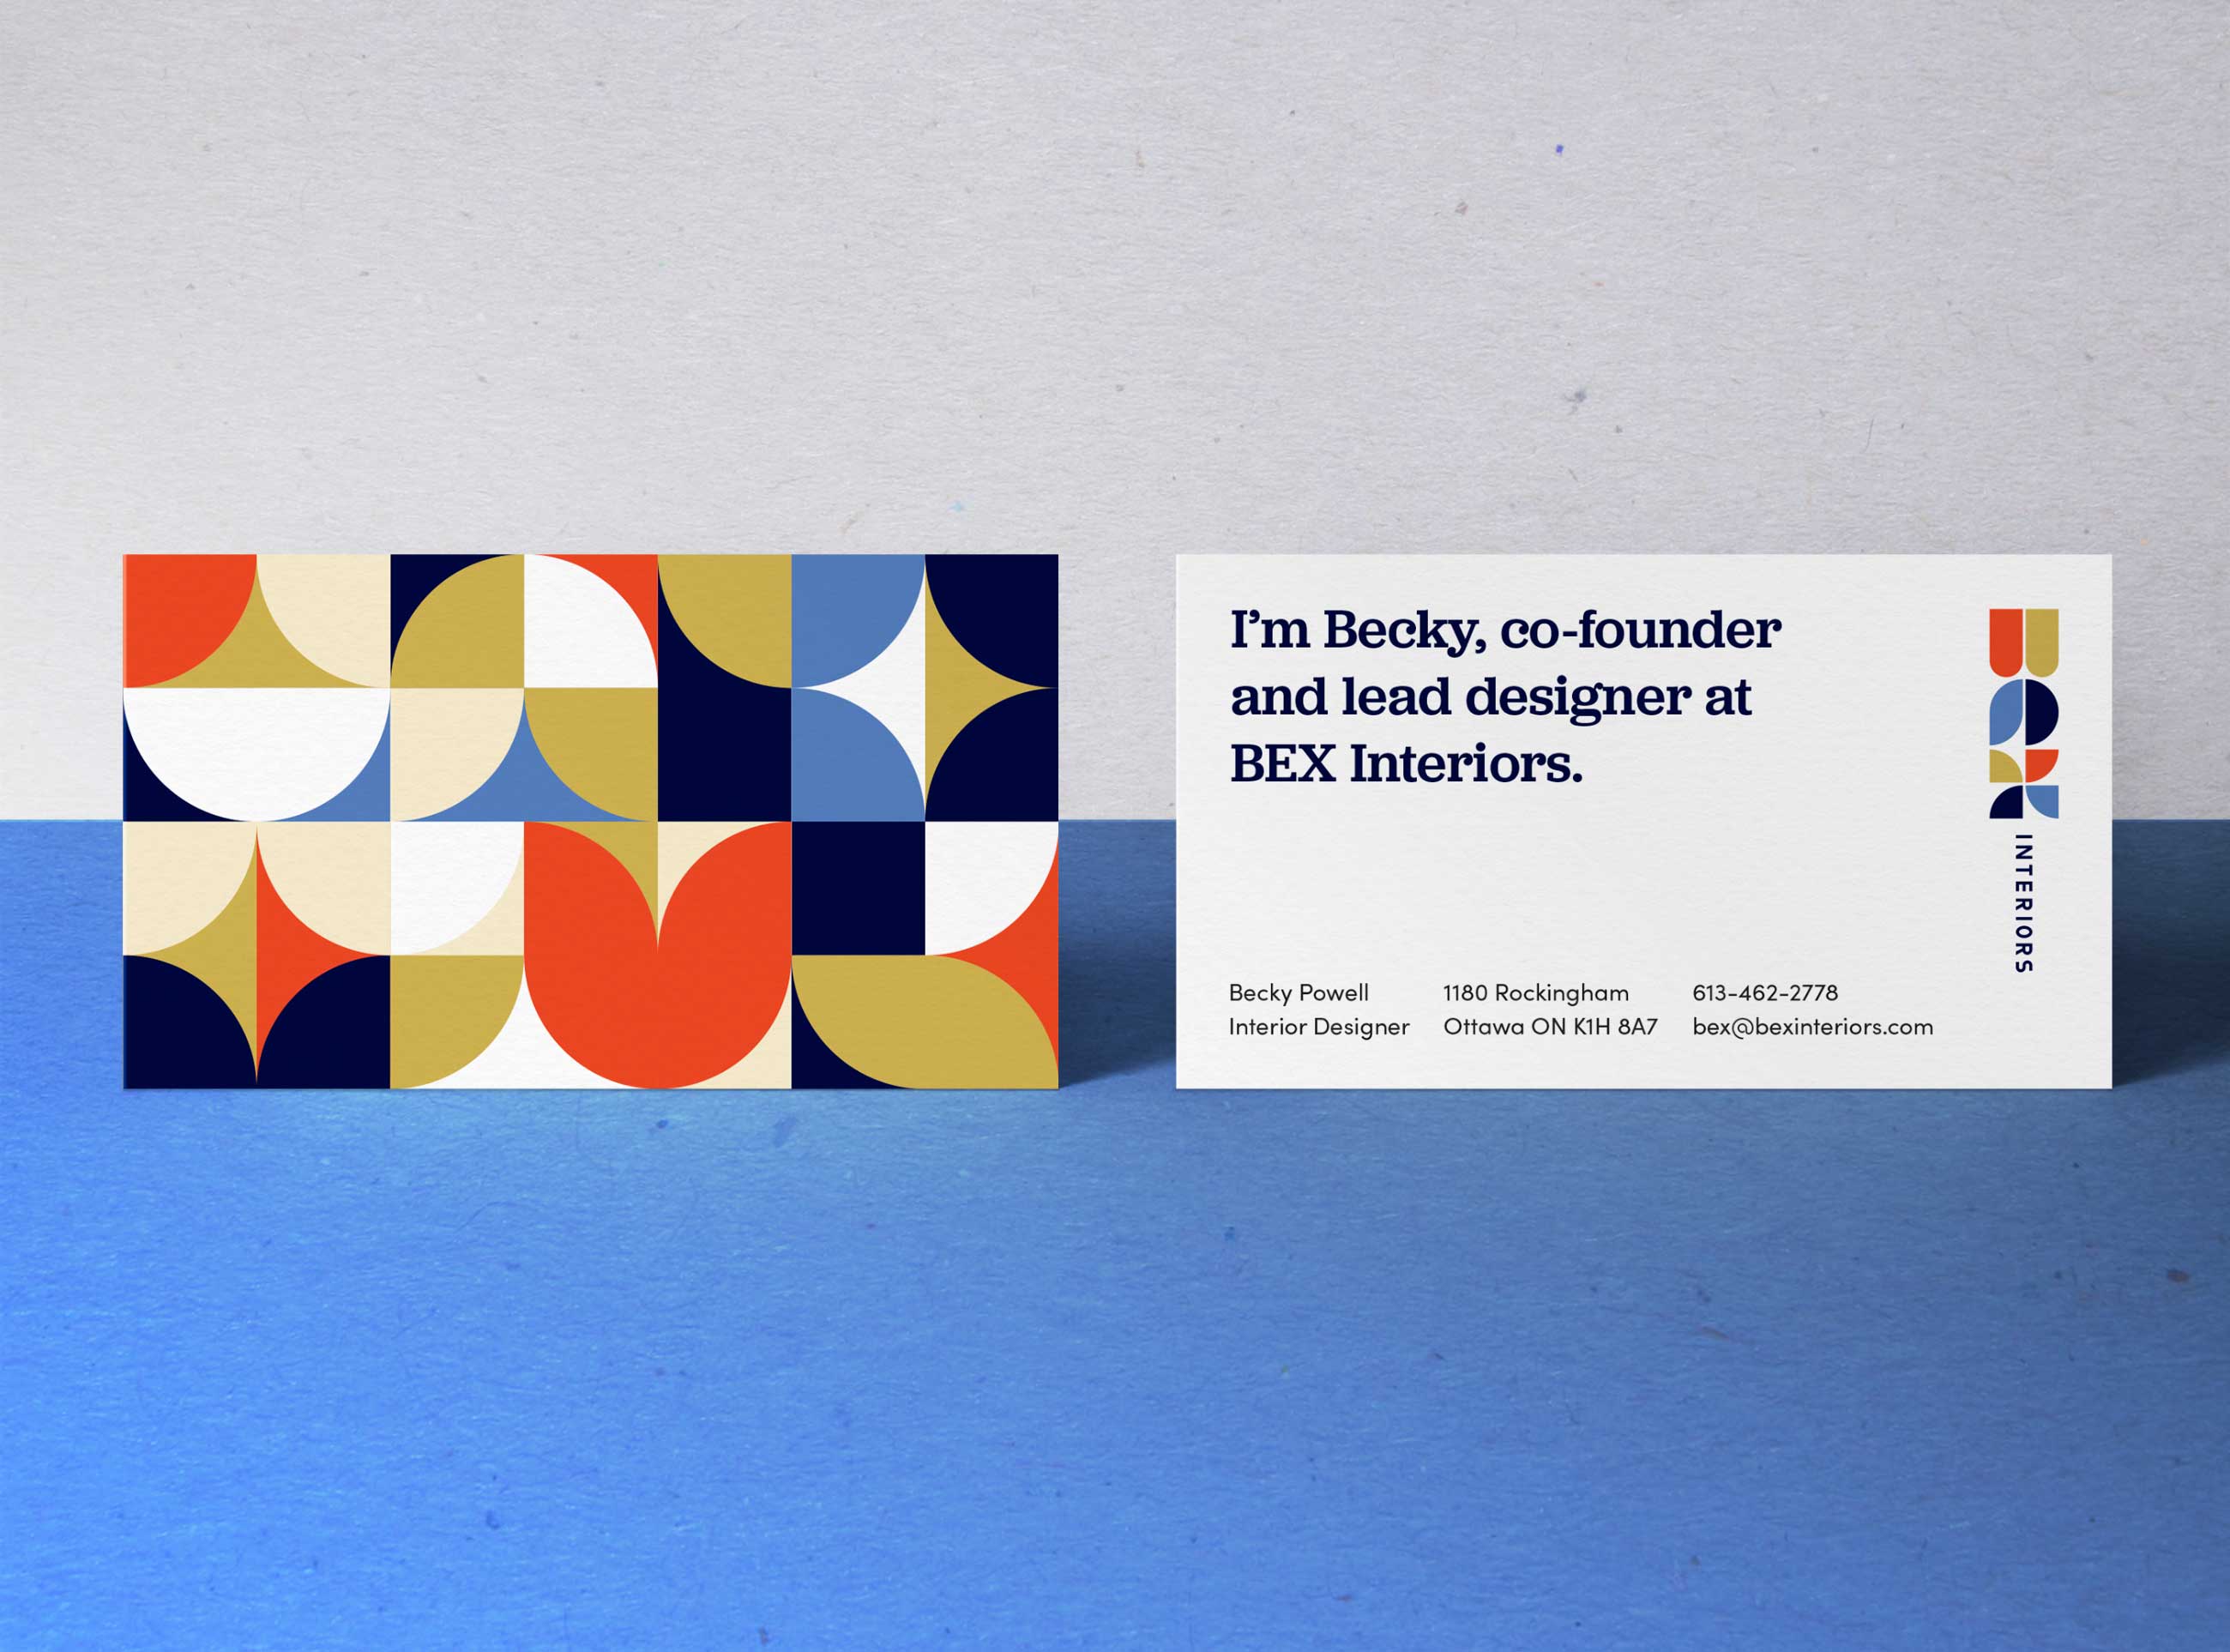 I’m Becky, co-founder
and lead designer at
BEX Interiors.
BEX
INTERIORS
Becky Powell
Interior Designer
1180 Rockingham
Ottawa ON K1H 8A7
613-462-2778
bex@bexinteriors.com